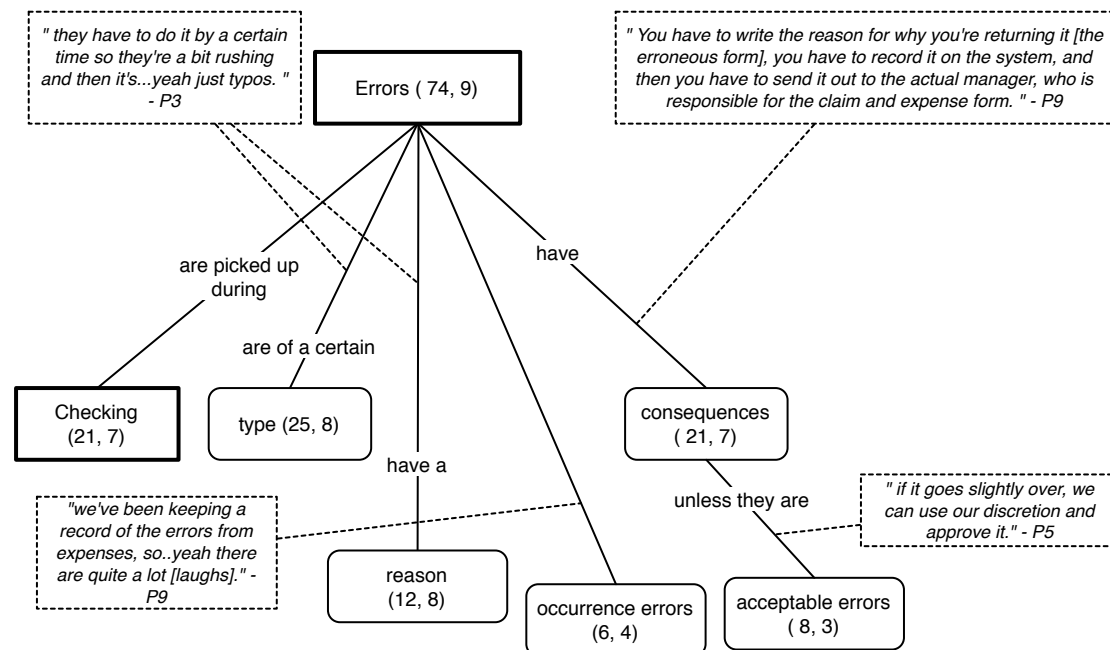 " they have to do it by a certain
time so they're a bit rushing
and then it's...yeah just typos. "
- P3
Errors ( 74, 9)
" You have to write the reason for why you're returning it [the
erroneous form], you have to record it on the system, and
then you have to send it out to the actual manager, who is
responsible for the claim and expense form. " - P9
are picked up
during
have
are of a certain
Checking
(21, 7)
type (25, 8)
consequences
( 21, 7)
have a
unless they are
"we've been keeping a
record of the errors from
expenses, so..yeah there
are quite a lot [laughs]." -
P9
" if it goes slightly over, we
can use our discretion and
approve it." - P5
reason
(12, 8)
occurrence errors
(6, 4)
acceptable errors
( 8, 3)